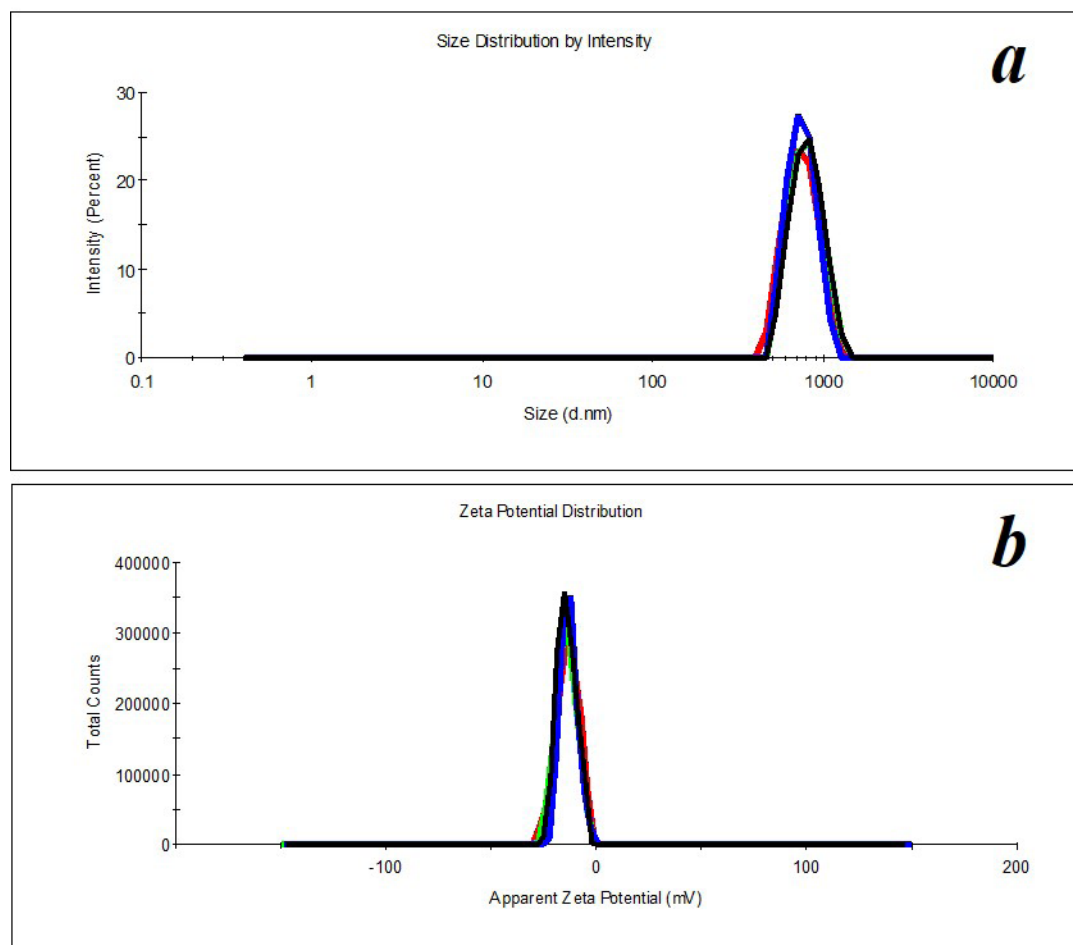 Size Distribution by Intensity
a
30
20
10
0
Intensity (Percent)
0.1 1 10 100 1000 10000
Size (d.nm)
Zeta Potential Distribution
b
400000
300000
200000
100000
0
Total Counts
-100 0 100 200
Apparent Zeta Potential (mV)